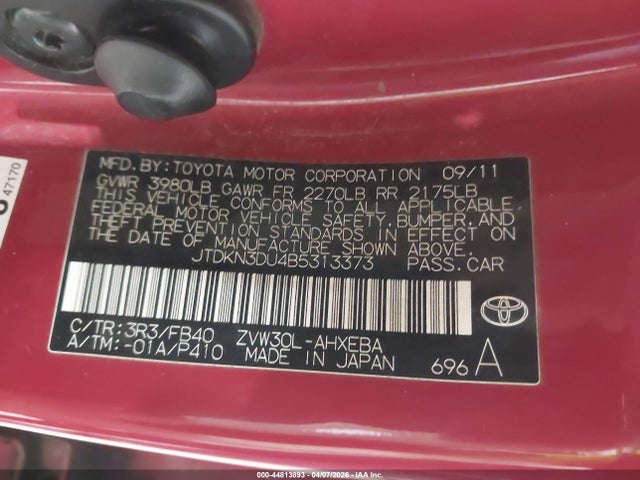 MFD. BY: TOYOTA MOTOR CORPORATION 09/11
GVWR 3980LB GAWR FR 2270LB RR 2175LB
THIS VEHICLE CONFORMS TO ALL APPLICABLE
FEDERAL MOTOR VEHICLE SAFETY, BUMPER, AND
THEFT PREVENTION STANDARDS IN EFFECT ON
THE DATE OF MANUFACTURE SHOWN ABOVE.
JTDKN3DU4B5313373 PASS. CAR
C/TR:3R3/FB40 ZVW30L-AHXEBA
A/TM:-01A/P410 MADE IN JAPAN 696 A
47170
000-44813893 - 04/07/2026 - IAA Inc.